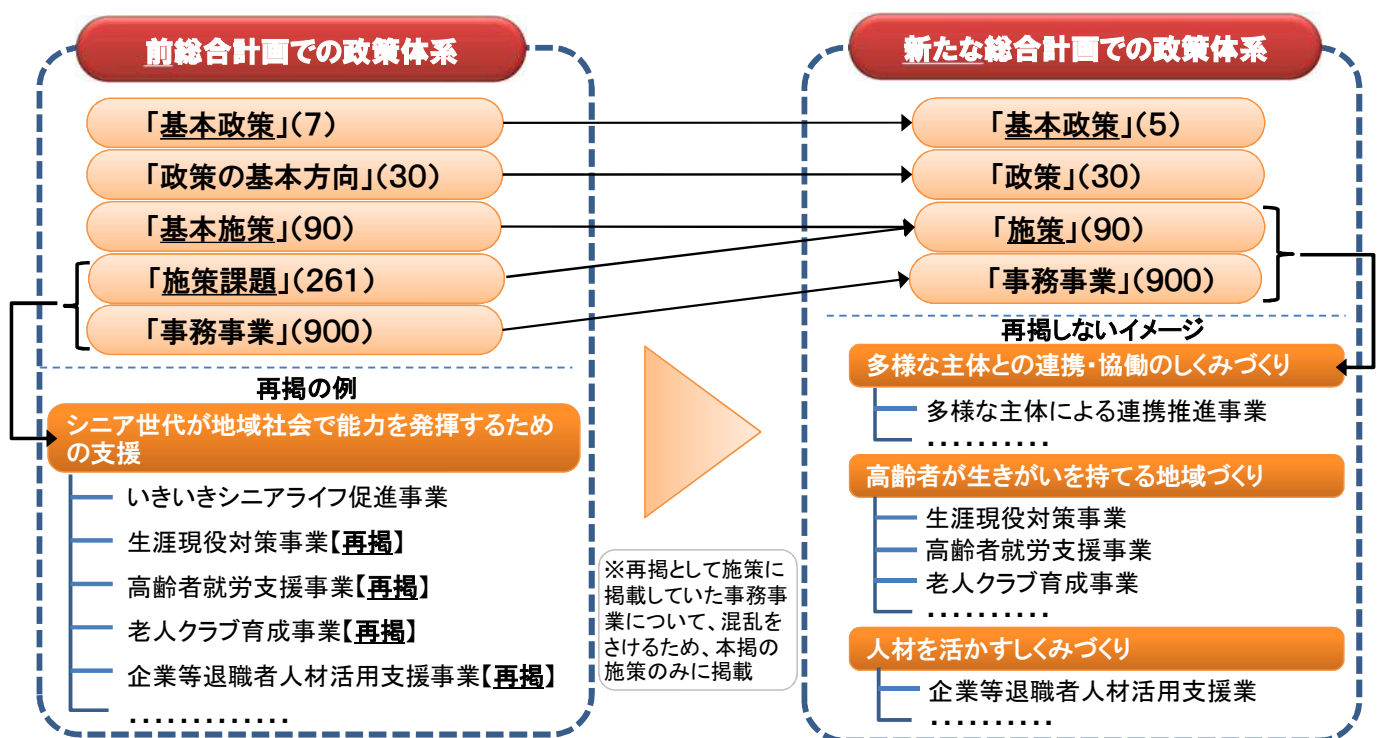 前総合計画での政策体系
「基本政策」(7)
「政策の基本方向」(30)
「基本施策」(90)
「施策課題」(261)
「事務事業」(900)
再掲の例
シニア世代が地域社会で能力を発揮するため
の支援
いきいきシニアライフ促進事業
生涯現役対策事業【再掲】
高齢者就労支援事業【再掲】
老人クラブ育成事業【再掲】
企業等退職者人材活用支援事業【再掲】
.............
※再掲として施策に
掲載していた事務事
業について、混乱を
さけるため、本掲の
施策のみに掲載
新たな総合計画での政策体系
「基本政策」(5)
「政策」(30)
「施策」(90)
「事務事業」(900)
再掲しないイメージ
多様な主体との連携・協働のしくみづくり
多様な主体による連携推進事業
..........
高齢者が生きがいを持てる地域づくり
生涯現役対策事業
高齢者就労支援事業
老人クラブ育成事業
..........
人材を活かすしくみづくり
企業等退職者人材活用支援業
..........